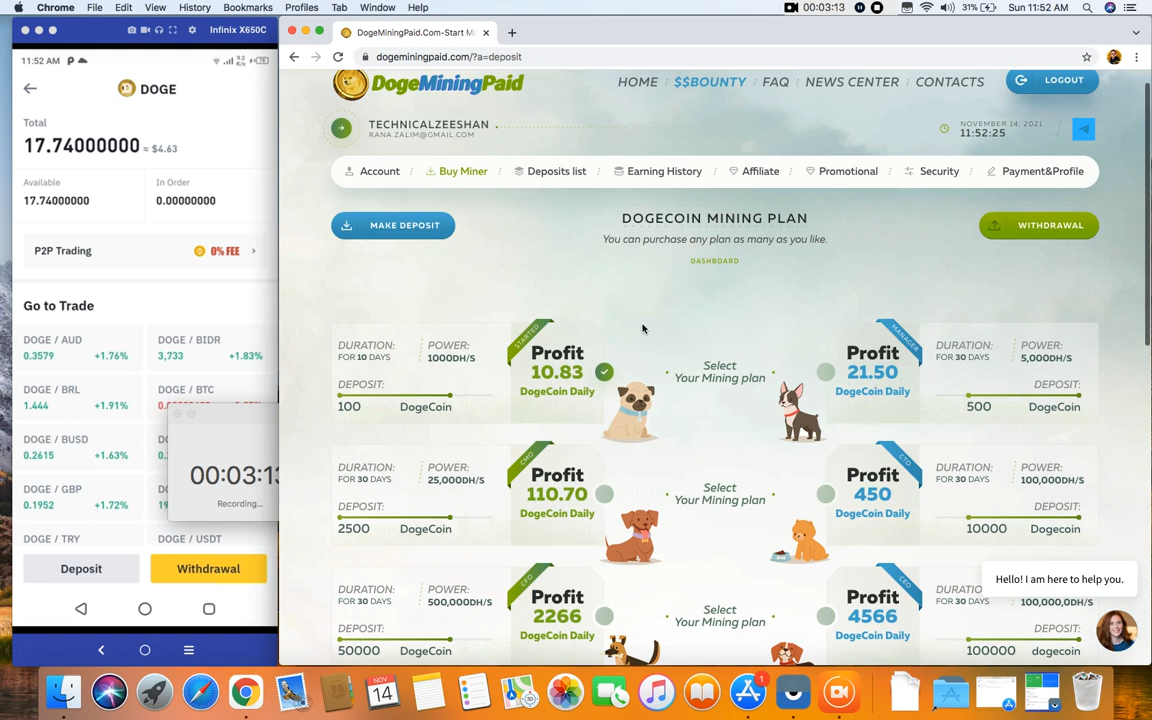 Chrome File Edit View History Bookmarks Profiles Tab Window Help
00:03:13 31% Sun 11:52 AM
Infinix X650C
11:52 AM
DOGE
Total
17.74000000 ≈ $4.63
Available In Order
17.74000000 0.00000000
P2P Trading 0% FEE >
Go to Trade
DOGE / AUD DOGE / BIDR
0.3579 +1.76% 3,733 +1.83%
DOGE / BRL DOGE / BTC
1.444 +1.91%
DOGE / BUSD
0.2615 +1.63%
DOGE / GBP
0.1952 +1.72%
DOGE / TRY DOGE / USDT
00:03:13
Recording...
Deposit Withdrawal
DogeMiningPaid.Com-Start Mi
dogeminingpaid.com/?a=deposit
DogeMiningPaid
HOME $$BOUNTY FAQ NEWS CENTER CONTACTS LOGOUT
TECHNICALZEESHAN
RANA.ZALIM@GMAIL.COM
NOVEMBER 14, 2021
11:52:25
Account Buy Miner Deposits list Earning History Affiliate Promotional Security Payment&Profile
MAKE DEPOSIT
DOGECOIN MINING PLAN
WITHDRAWAL
You can purchase any plan as many as you like.
DASHBOARD
DURATION: POWER:
FOR 10 DAYS 1000DH/S
DEPOSIT:
100 DogeCoin
STARTED
Profit
10.83
DogeCoin Daily
Select
Your Mining plan
MANAGER
Profit
21.50
DogeCoin Daily
DURATION: POWER:
FOR 30 DAYS 5,000DH/S
DEPOSIT:
500 DogeCoin
DURATION: POWER:
FOR 30 DAYS 25,000DH/S
DEPOSIT:
2500 DogeCoin
CMO
Profit
110.70
DogeCoin Daily
Select
Your Mining plan
CTO
Profit
450
DogeCoin Daily
DURATION: POWER:
FOR 30 DAYS 100,000DH/S
DEPOSIT:
10000 Dogecoin
DURATION: POWER:
FOR 30 DAYS 500,000DH/S
DEPOSIT:
50000 DogeCoin
CFO
Profit
2266
DogeCoin Daily
Select
Your Mining plan
CEO
Profit
4566
DogeCoin Daily
FOR 30 DAYS 100,000,0DH/S
DEPOSIT:
100000 dogecoin
Hello! I am here to help you.
NOV
14
1